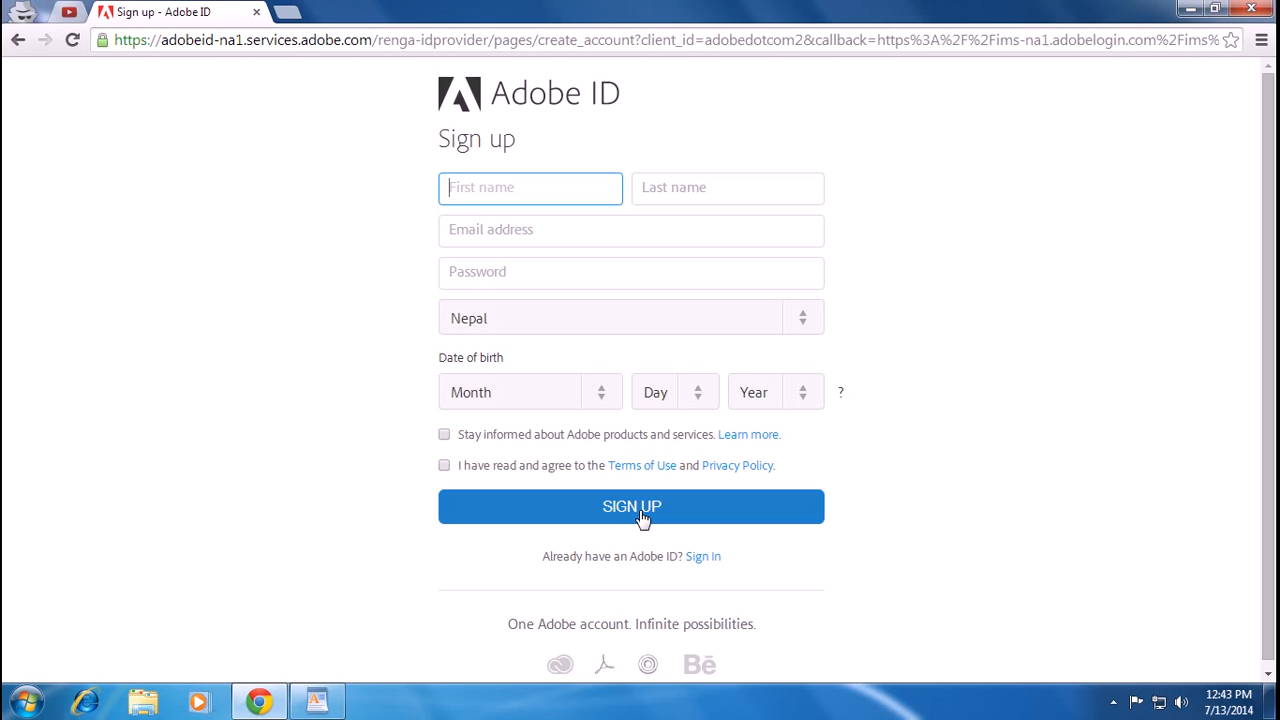 Sign up - Adobe ID
https://adobeid-na1.services.adobe.com/renga-idprovider/pages/create_account?client_id=adobedotcom2&callback=https%3A%2F%2Fims-na1.adobelogin.com%2Fims%
Adobe ID
Sign up
First name Last name
Email address
Password
Nepal
Date of birth
Month Day Year ?
Stay informed about Adobe products and services. Learn more.
I have read and agree to the Terms of Use and Privacy Policy.
SIGN UP
Already have an Adobe ID? Sign In
One Adobe account. Infinite possibilities.
Bē
12:43 PM
7/13/2014